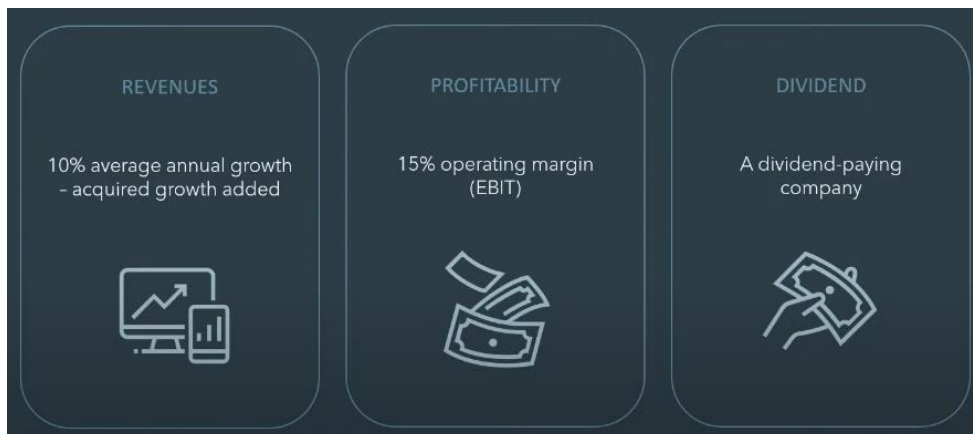 REVENUES
10% average annual growth
– acquired growth added
PROFITABILITY
15% operating margin
(EBIT)
DIVIDEND
A dividend-paying
company